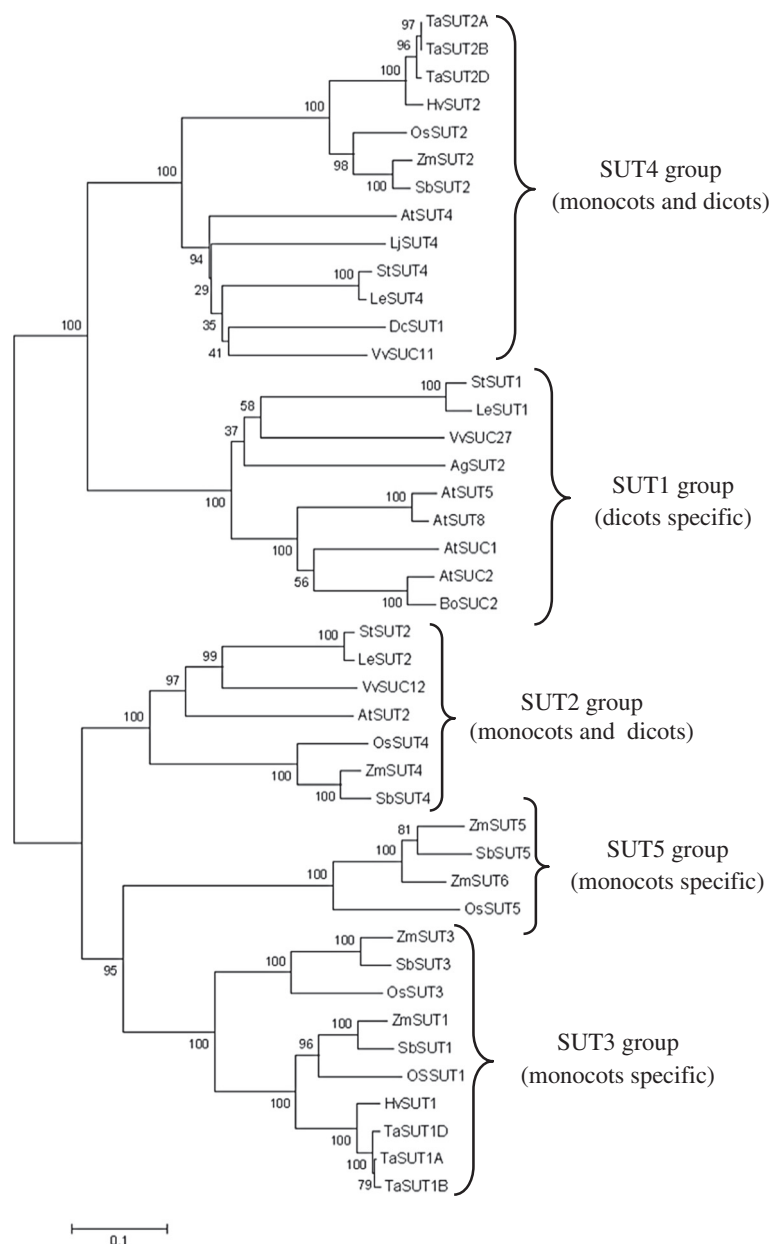 97
TaSUT2A
96
TaSUT2B
100
TaSUT2D
HvSUT2
100
OsSUT2
98
ZmSUT2
100
SbSUT2
SUT4 group
(monocots and dicots)
100
AtSUT4
94
LjSUT4
29
100
StSUT4
LeSUT4
35
DcSUT1
41
VvSUC11
100
100
StSUT1
LeSUT1
58
37
VvSUC27
AgSUT2
100
100
AtSUT5
AtSUT8
100
AtSUC1
56
AtSUC2
100
BoSUC2
SUT1 group
(dicots specific)
100
StSUT2
LeSUT2
99
97
VvSUC12
100
AtSUT2
OsSUT4
100
ZmSUT4
100
SbSUT4
SUT2 group
(monocots and dicots)
81
ZmSUT5
100
SbSUT5
ZmSUT6
100
OsSUT5
SUT5 group
(monocots specific)
95
100
ZmSUT3
100
SbSUT3
OsSUT3
100
100
ZmSUT1
96
SbSUT1
OSSUT1
100
HvSUT1
100
TaSUT1D
100
TaSUT1A
79
TaSUT1B
SUT3 group
(monocots specific)
0.1